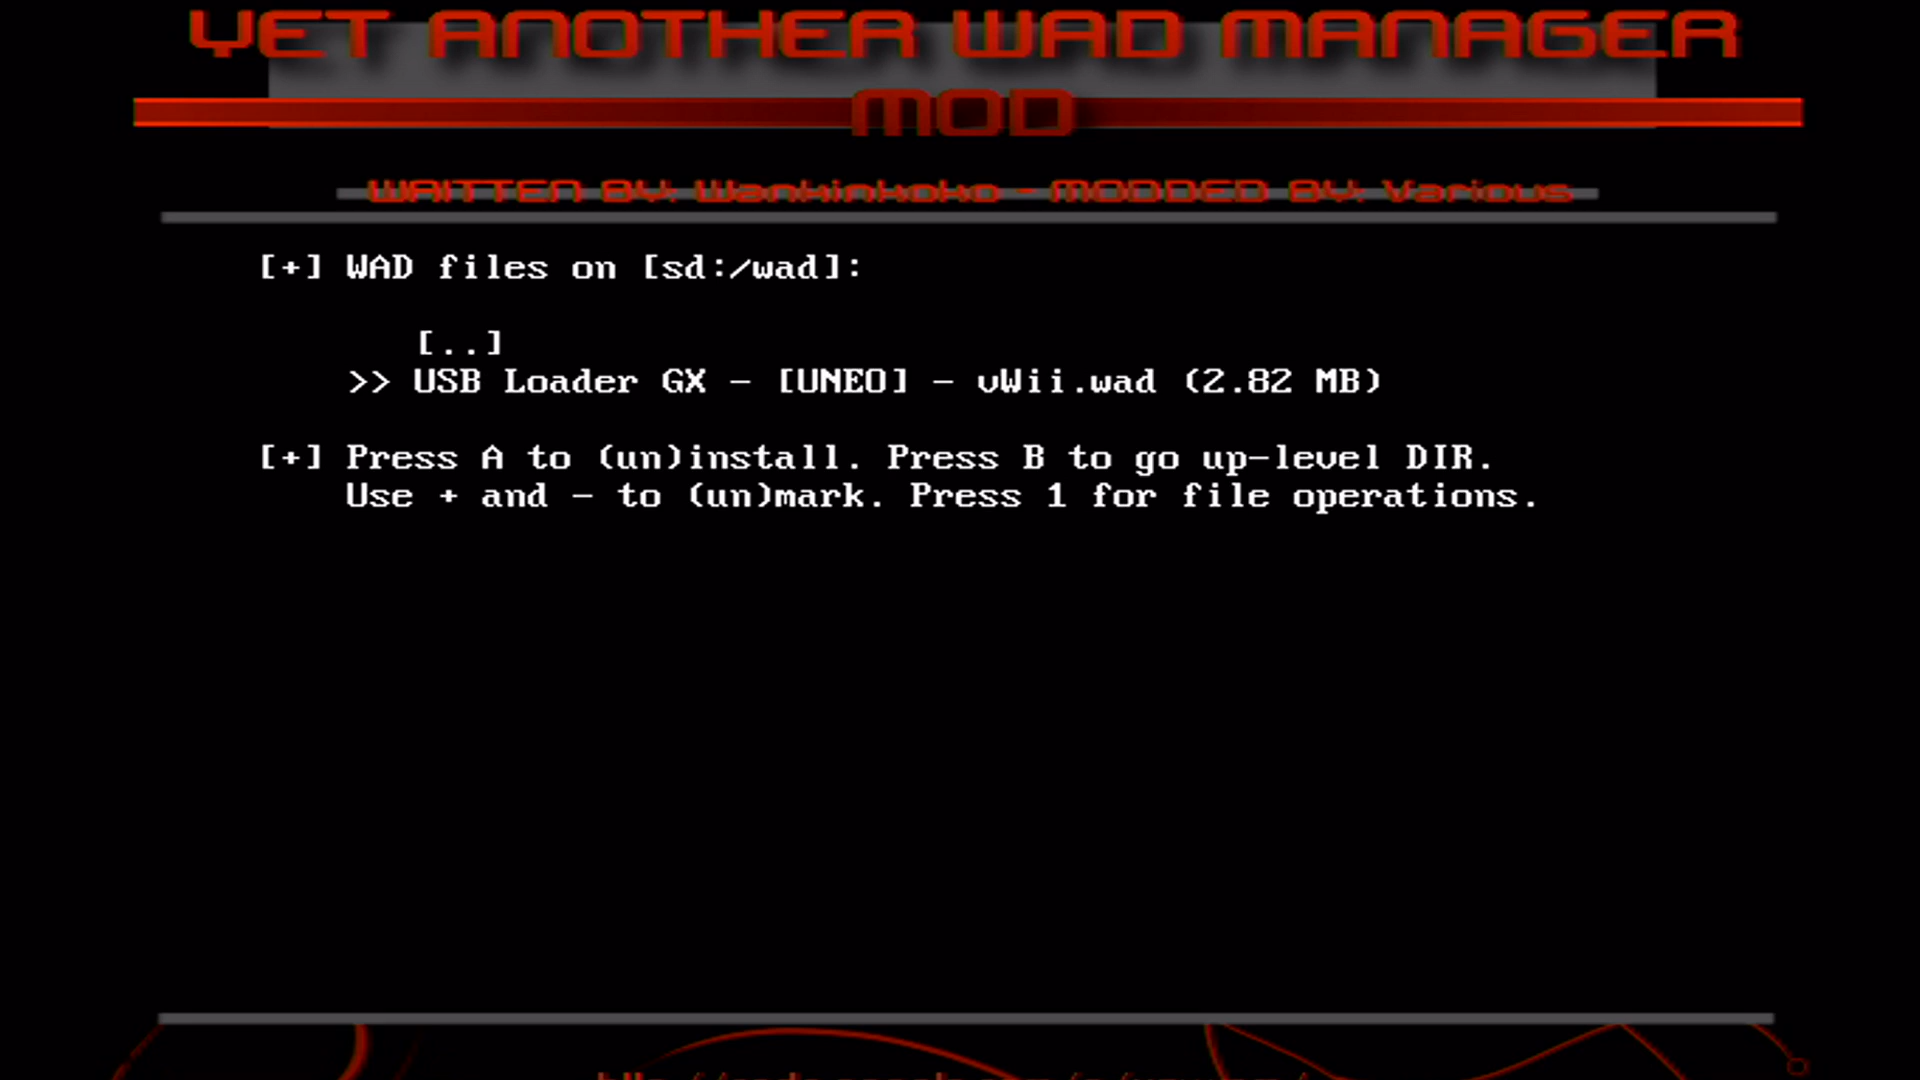 YET ANOTHER WAD MANAGER
MOD
WRITTEN BY: Wankinkoko - MODDED BY: Various
[+] WAD files on [sd:/wad]:
[..]
>> USB Loader GX - [UNEO] - vWii.wad (2.82 MB)
[+] Press A to (un)install. Press B to go up-level DIR.
Use + and - to (un)mark. Press 1 for file operations.